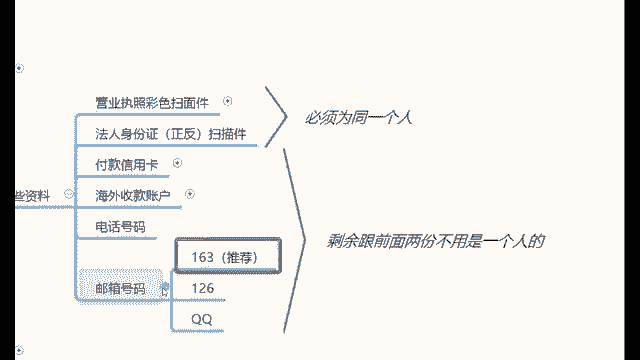 营业执照彩色扫面件
必须为同一个人
法人身份证（正反）扫描件
付款信用卡
些资料
海外收款账户
电话号码
剩余跟前面两份不用是一个人的
163（推荐）
邮箱号码
126
QQ